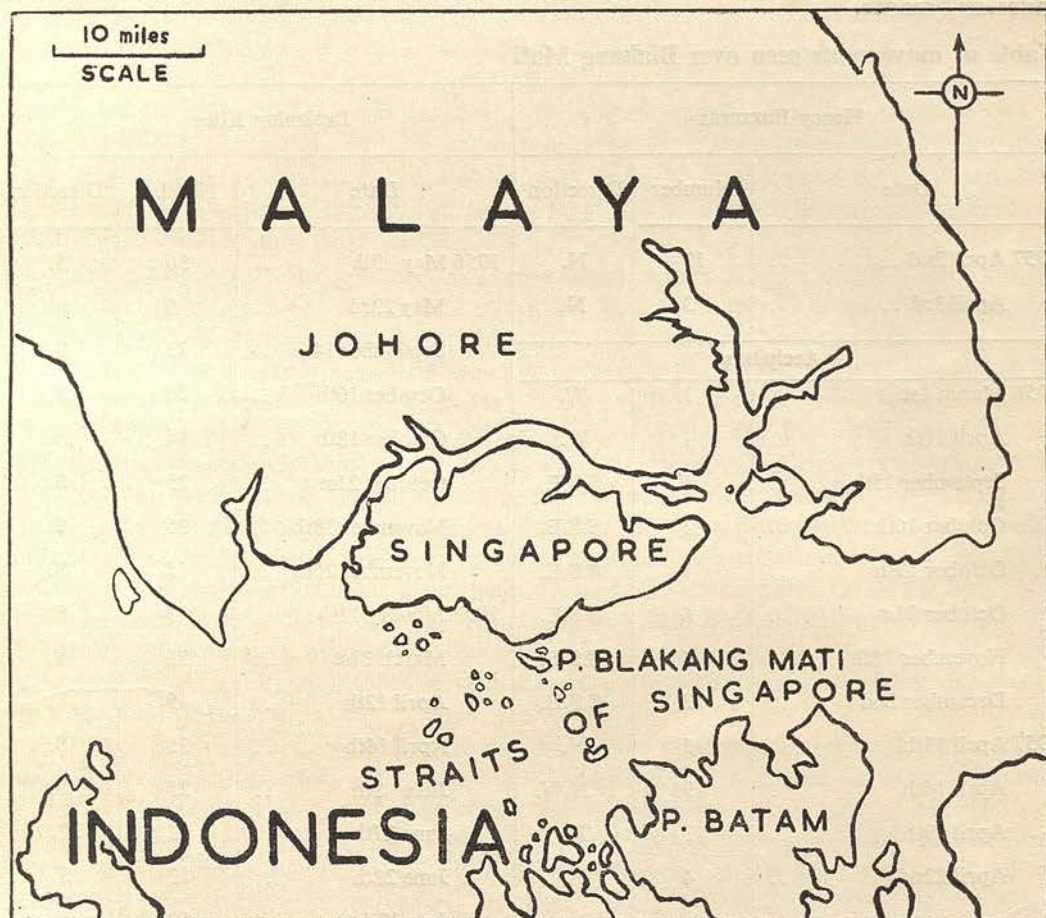 10 miles
SCALE
N
MALAYA
JOHORE
SINGAPORE
P. BLAKANG MATI
STRAITS OF SINGAPORE
INDONESIA
P. BATAM